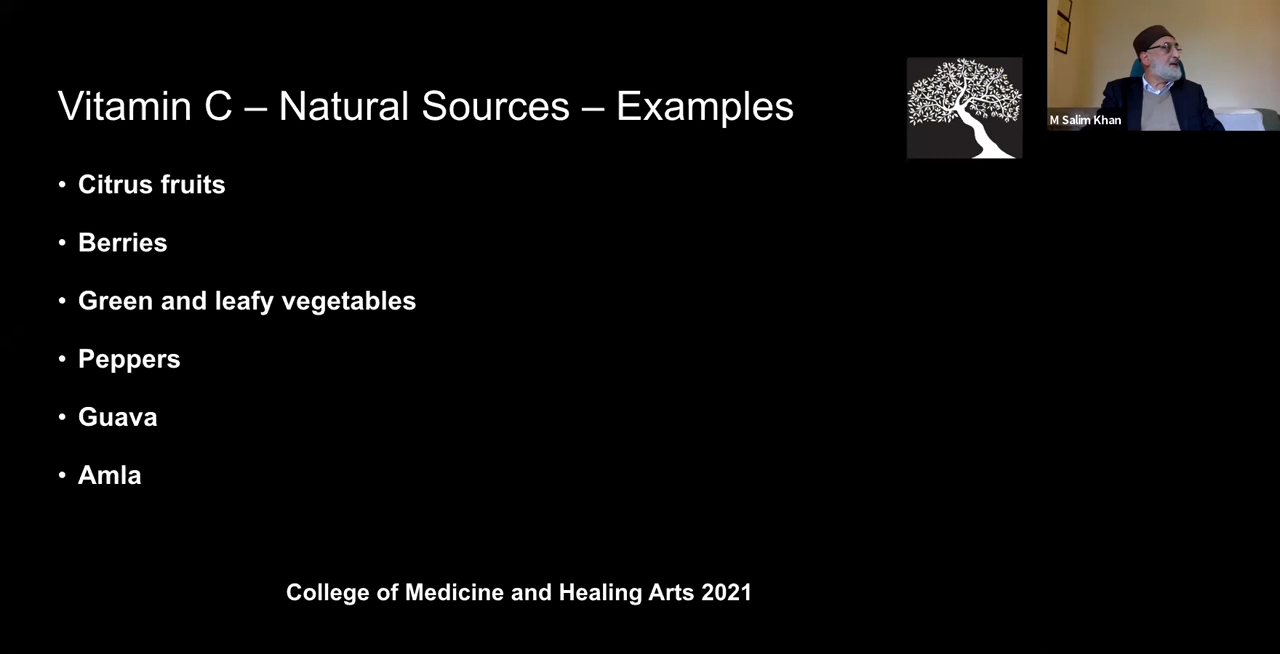 Vitamin C – Natural Sources – Examples
M Salim Khan
• Citrus fruits
• Berries
• Green and leafy vegetables
• Peppers
• Guava
• Amla
College of Medicine and Healing Arts 2021